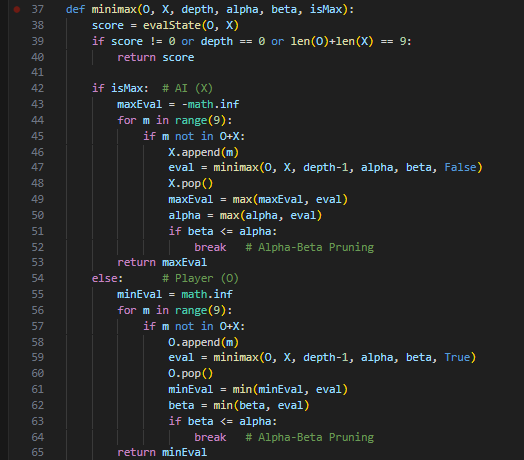 37 def minimax(O, X, depth, alpha, beta, isMax):
38     score = evalState(O, X)
39     if score != 0 or depth == 0 or len(O)+len(X) == 9:
40         return score
41
42     if isMax:  # AI (X)
43         maxEval = -math.inf
44         for m in range(9):
45             if m not in O+X:
46                 X.append(m)
47                 eval = minimax(O, X, depth-1, alpha, beta, False)
48                 X.pop()
49                 maxEval = max(maxEval, eval)
50                 alpha = max(alpha, eval)
51                 if beta <= alpha:
52                     break   # Alpha-Beta Pruning
53         return maxEval
54     else:      # Player (O)
55         minEval = math.inf
56         for m in range(9):
57             if m not in O+X:
58                 O.append(m)
59                 eval = minimax(O, X, depth-1, alpha, beta, True)
60                 O.pop()
61                 minEval = min(minEval, eval)
62                 beta = min(beta, eval)
63                 if beta <= alpha:
64                     break   # Alpha-Beta Pruning
65         return minEval